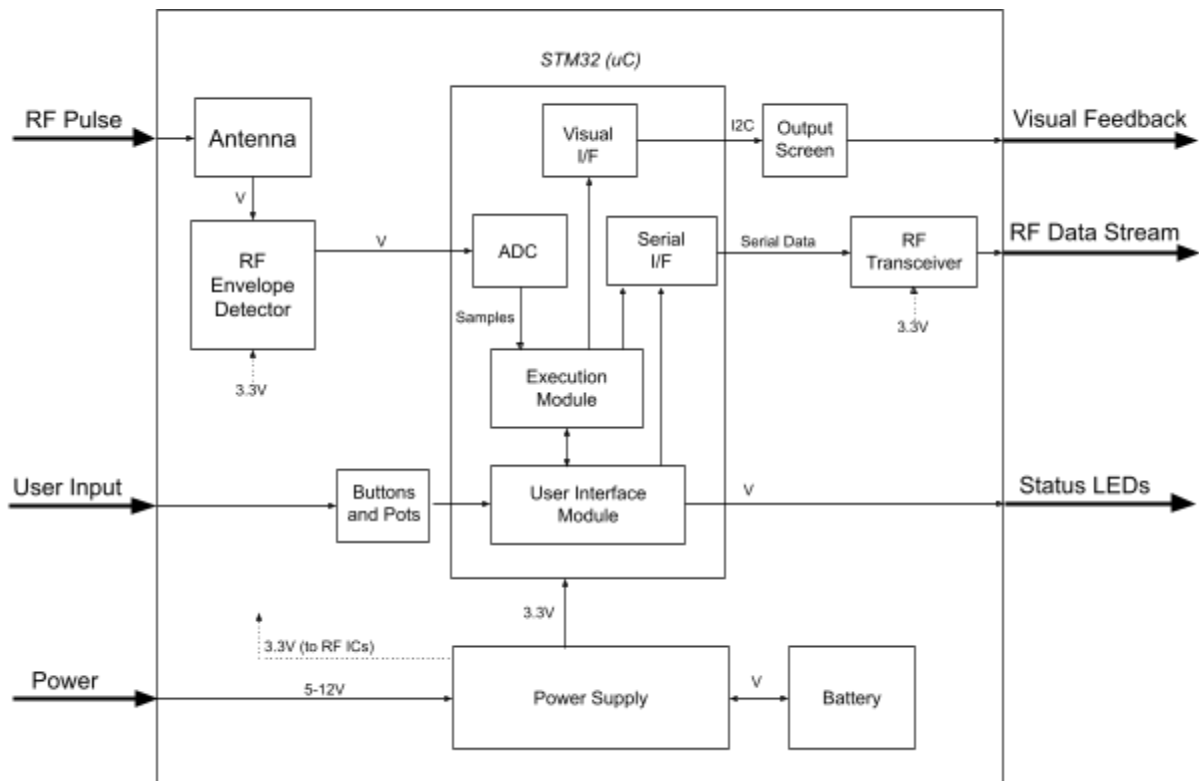 STM32 (uC)
RF Pulse
Antenna
Visual
I/F
I2C
Output
Screen
Visual Feedback
V
RF
Envelope
Detector
V
ADC
Serial
I/F
Serial Data
RF
Transceiver
RF Data Stream
Samples
3.3V
3.3V
Execution
Module
User Input
Buttons
and Pots
User Interface
Module
V
Status LEDs
3.3V
3.3V (to RF ICs)
Power
5-12V
Power Supply
V
Battery